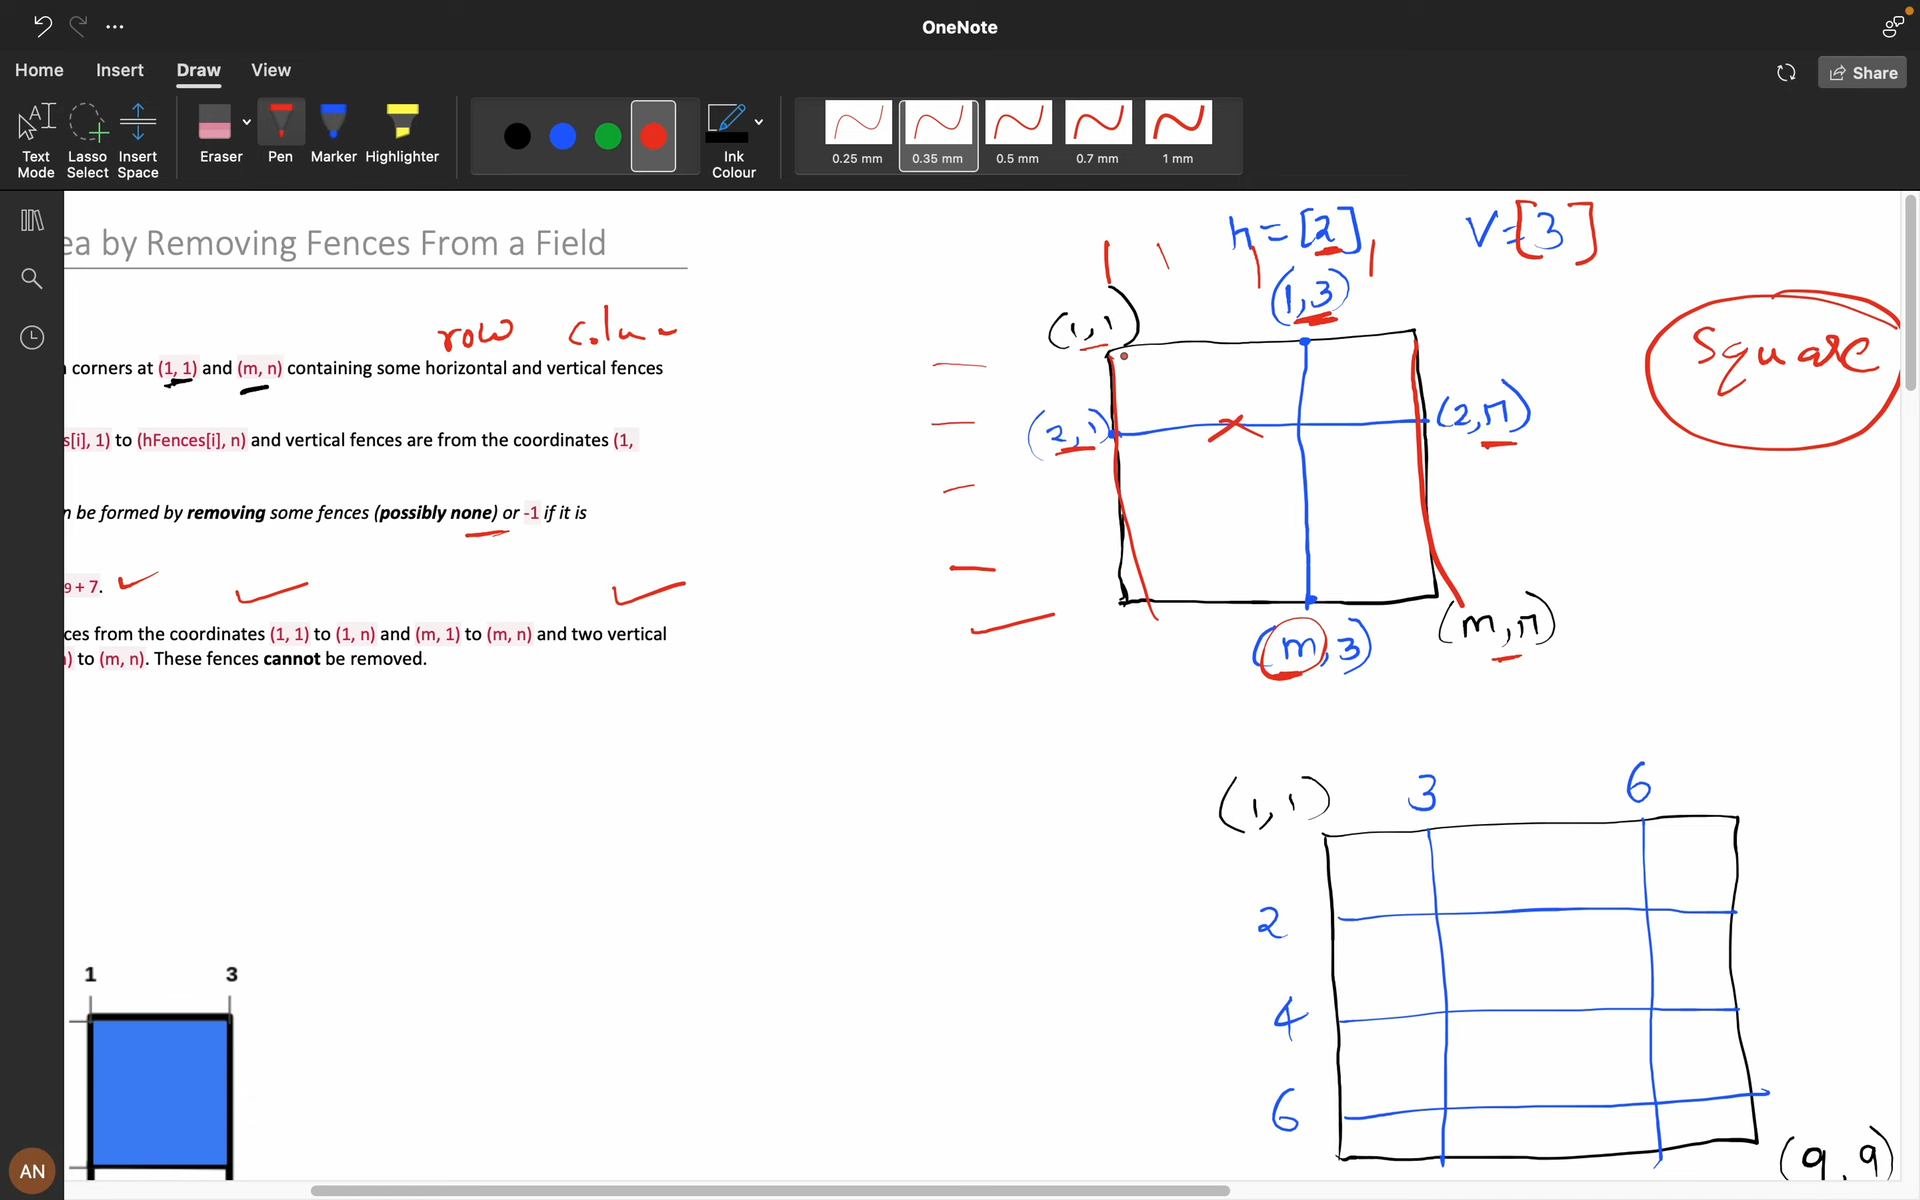 OneNote
Home Insert Draw View
Share
Text Mode
Lasso Select
Insert Space
Eraser
Pen
Marker
Highlighter
Ink Colour
0.25 mm
0.35 mm
0.5 mm
0.7 mm
1 mm
ea by Removing Fences From a Field
row
corners at (1, 1) and (m, n) containing some horizontal and vertical fences
s[i], 1) to (hFences[i], n) and vertical fences are from the coordinates (1,
n be formed by removing some fences (possibly none) or -1 if it is
9 + 7.
ces from the coordinates (1, 1) to (1, n) and (m, 1) to (m, n) and two vertical
) to (m, n). These fences cannot be removed.
1 3
h = [2] V = [3]
(1,3)
(1,1)
Square
(2,1) (2,n)
(m,n)
(m,3)
(1,1) 3 6
2
4
6
(9,9)
AN